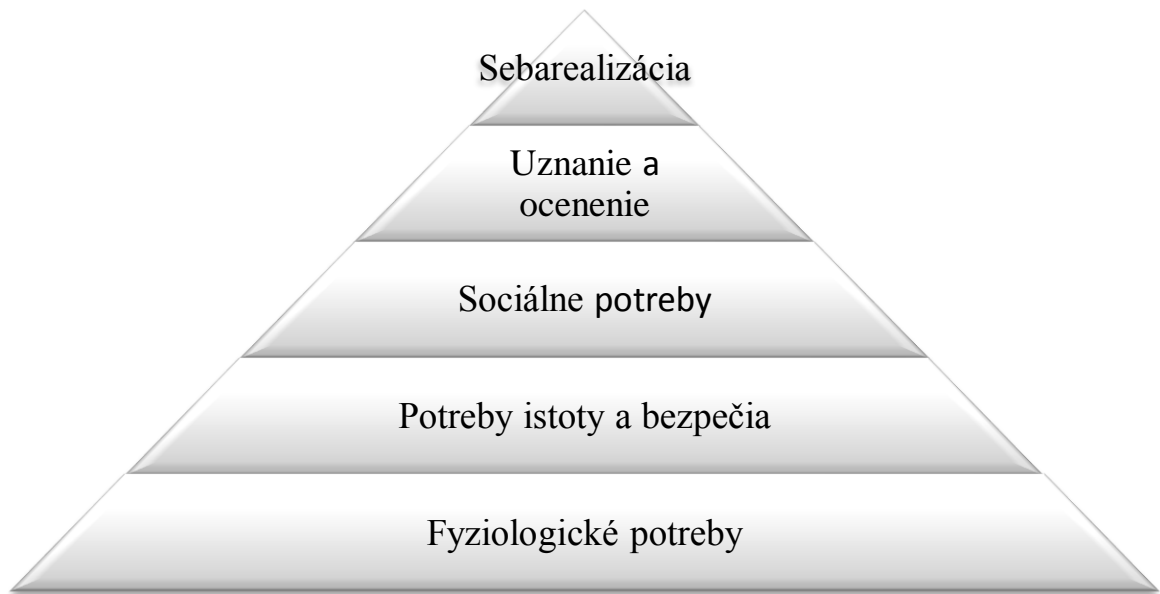 Sebarealizácia
Uznanie a
ocenenie
Sociálne potreby
Potreby istoty a bezpečia
Fyziologické potreby